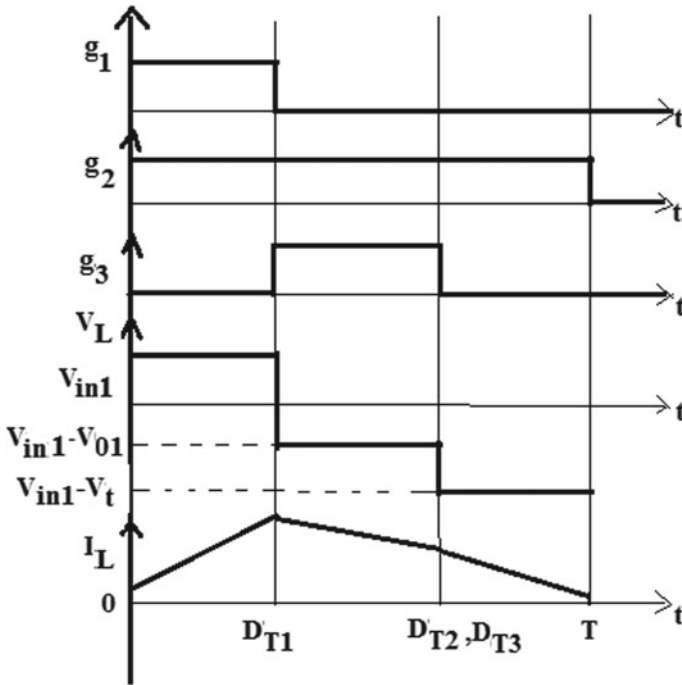 g1
t
g2
t
g3
t
VL
Vin1
t
Vin1-V01
Vin1-Vt
IL
0
t
DT1
DT2 ,DT3
T